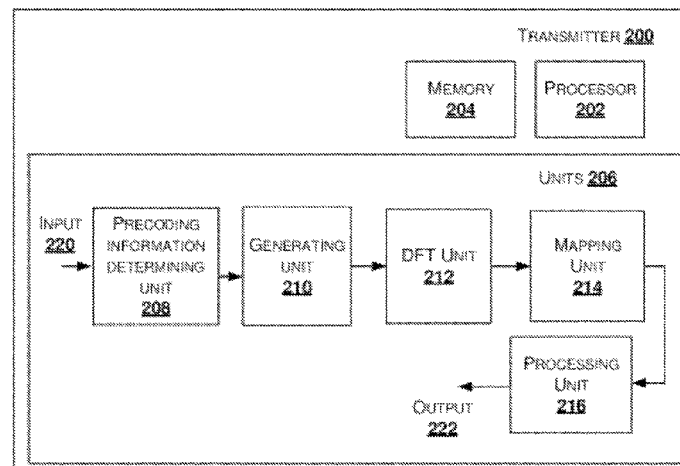 TRANSMITTER 200
MEMORY
204
PROCESSOR
202
UNITS 206
INPUT
220
PRECODING
INFORMATION
DETERMINING
UNIT
208
GENERATING
UNIT
210
DFT UNIT
212
MAPPING
UNIT
214
PROCESSING
UNIT
216
OUTPUT
222